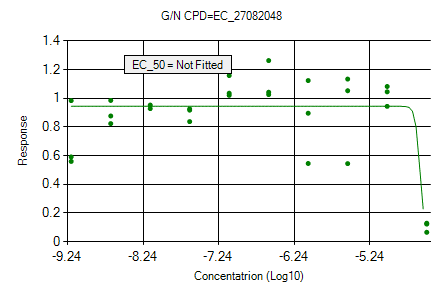 G/N CPD=EC_27082048
1.4
EC_50 = Not Fitted
1.2
1
0.8
0.6
0.4
0.2
0
Response
-9.24 -8.24 -7.24 -6.24 -5.24
Concentatrion (Log10)